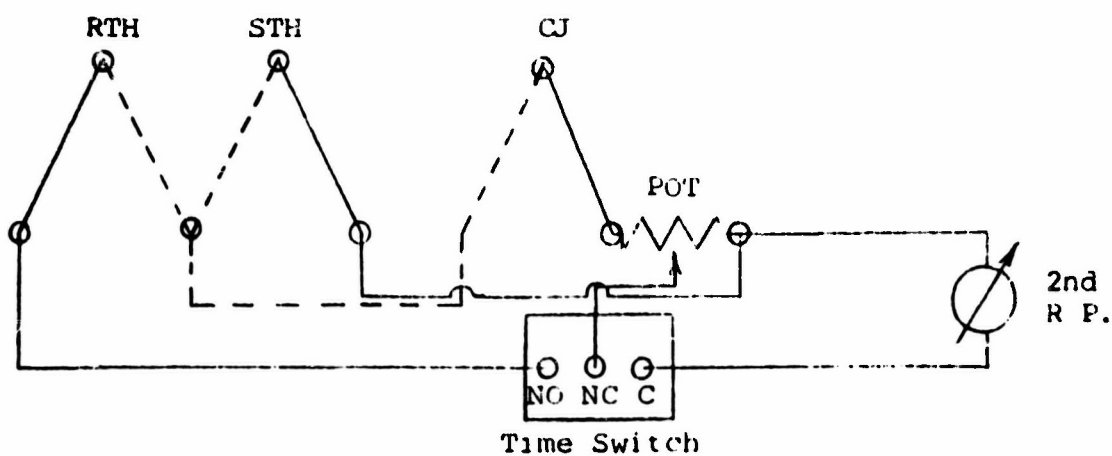 RTH
STH
CJ
POT
2nd
R P.
NO NC C
Time Switch